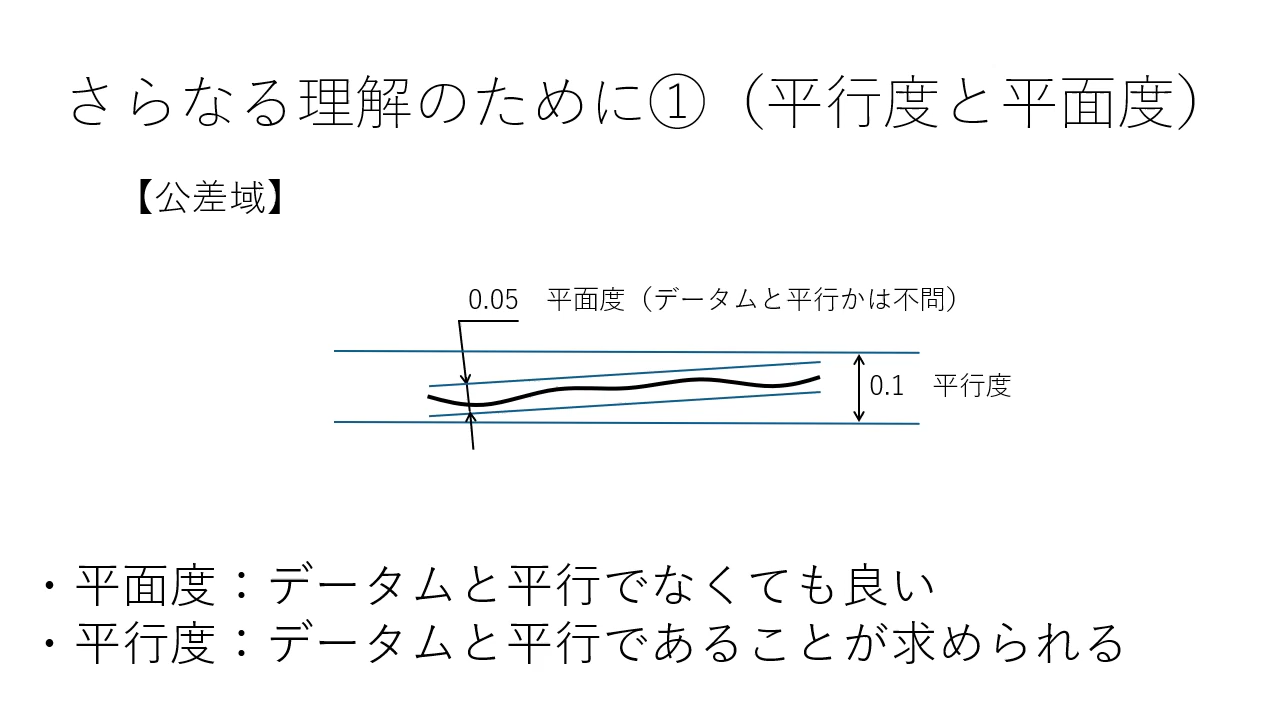 さらなる理解のために①（平行度と平面度）
【公差域】
0.05　平面度（データムと平行かは不問）
0.1　平行度
・平面度：データムと平行でなくても良い
・平行度：データムと平行であることが求められる